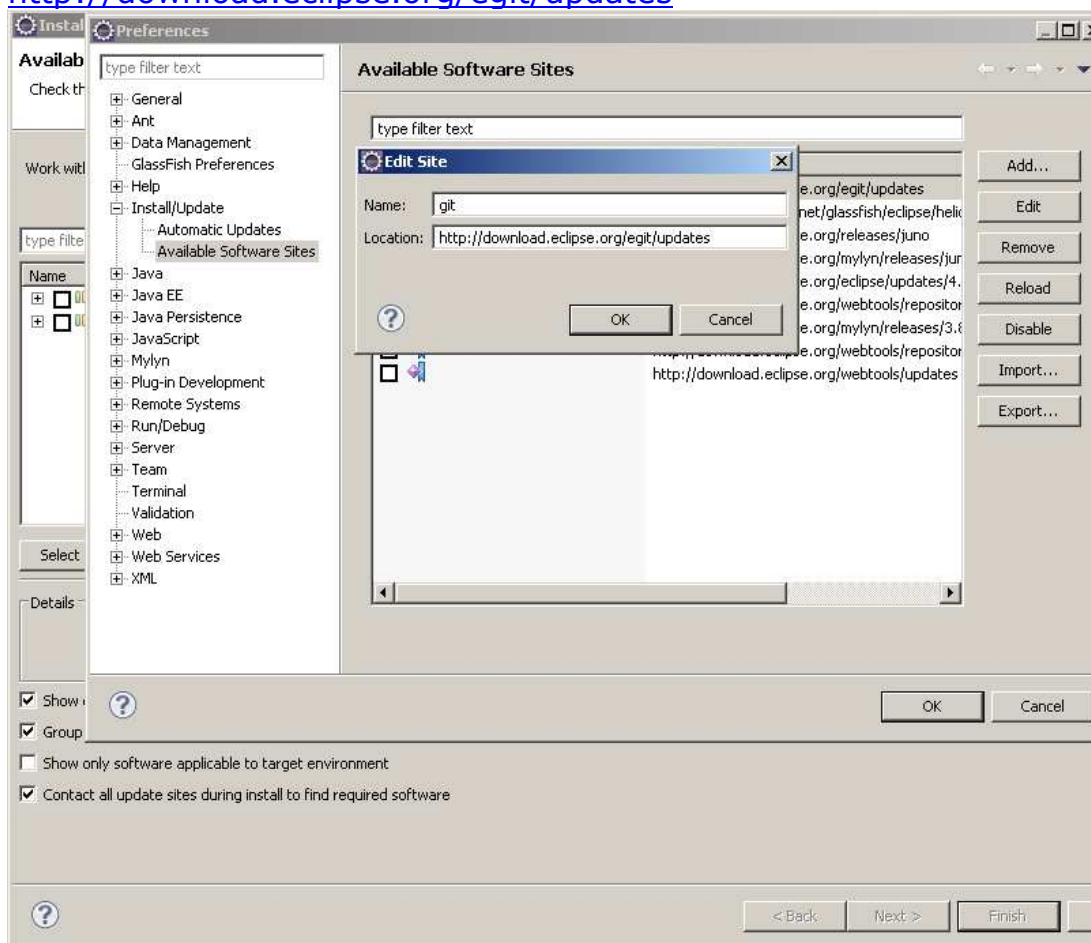 http://download.eclipse.org/egit/updates
Instal
Preferences
Availab
Check th
type filter text
Available Software Sites
General
Ant
Data Management
GlassFish Preferences
Help
Install/Update
Automatic Updates
Available Software Sites
Java
Java EE
Java Persistence
JavaScript
Mylyn
Plug-in Development
Remote Systems
Run/Debug
Server
Team
Terminal
Validation
Web
Web Services
XML
Work with
type filte
Name
Select
Details
type filter text
Edit Site
Name: git
Location: http://download.eclipse.org/egit/updates
OK Cancel
e.org/egit/updates
net/glassfish/eclipse/helio
e.org/releases/juno
e.org/mylyn/releases/jun
e.org/eclipse/updates/4.
e.org/webtools/repositor
e.org/mylyn/releases/3.8
http://download.eclipse.org/webtools/repositor
http://download.eclipse.org/webtools/updates
Add...
Edit
Remove
Reload
Disable
Import...
Export...
OK Cancel
Show
Group
Show only software applicable to target environment
Contact all update sites during install to find required software
< Back Next > Finish